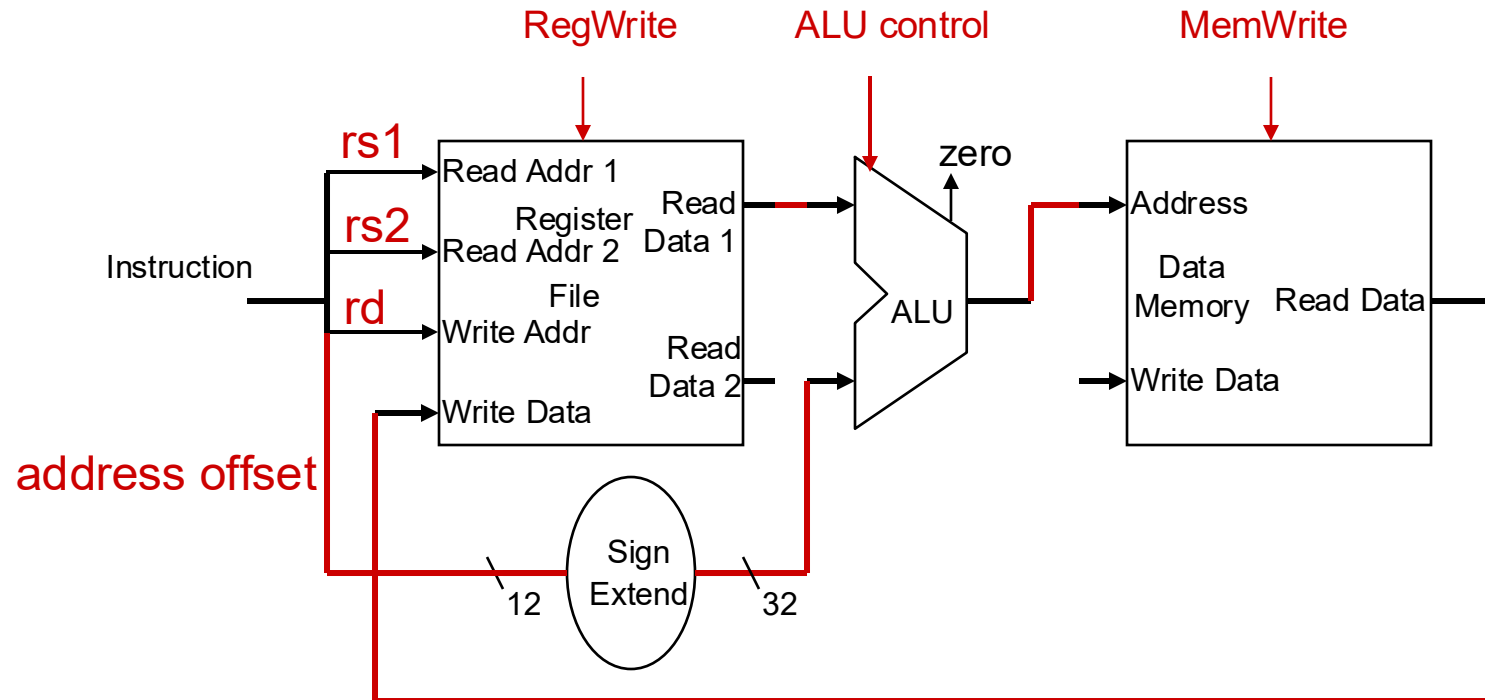 RegWrite
ALU control
MemWrite
rs1
rs2
rd
Instruction
address offset
Read Addr 1
Register
Read Addr 2
File
Write Addr
Write Data
Read
Data 1
Read
Data 2
zero
ALU
Address
Data
Memory
Read Data
Write Data
Sign
Extend
12
32